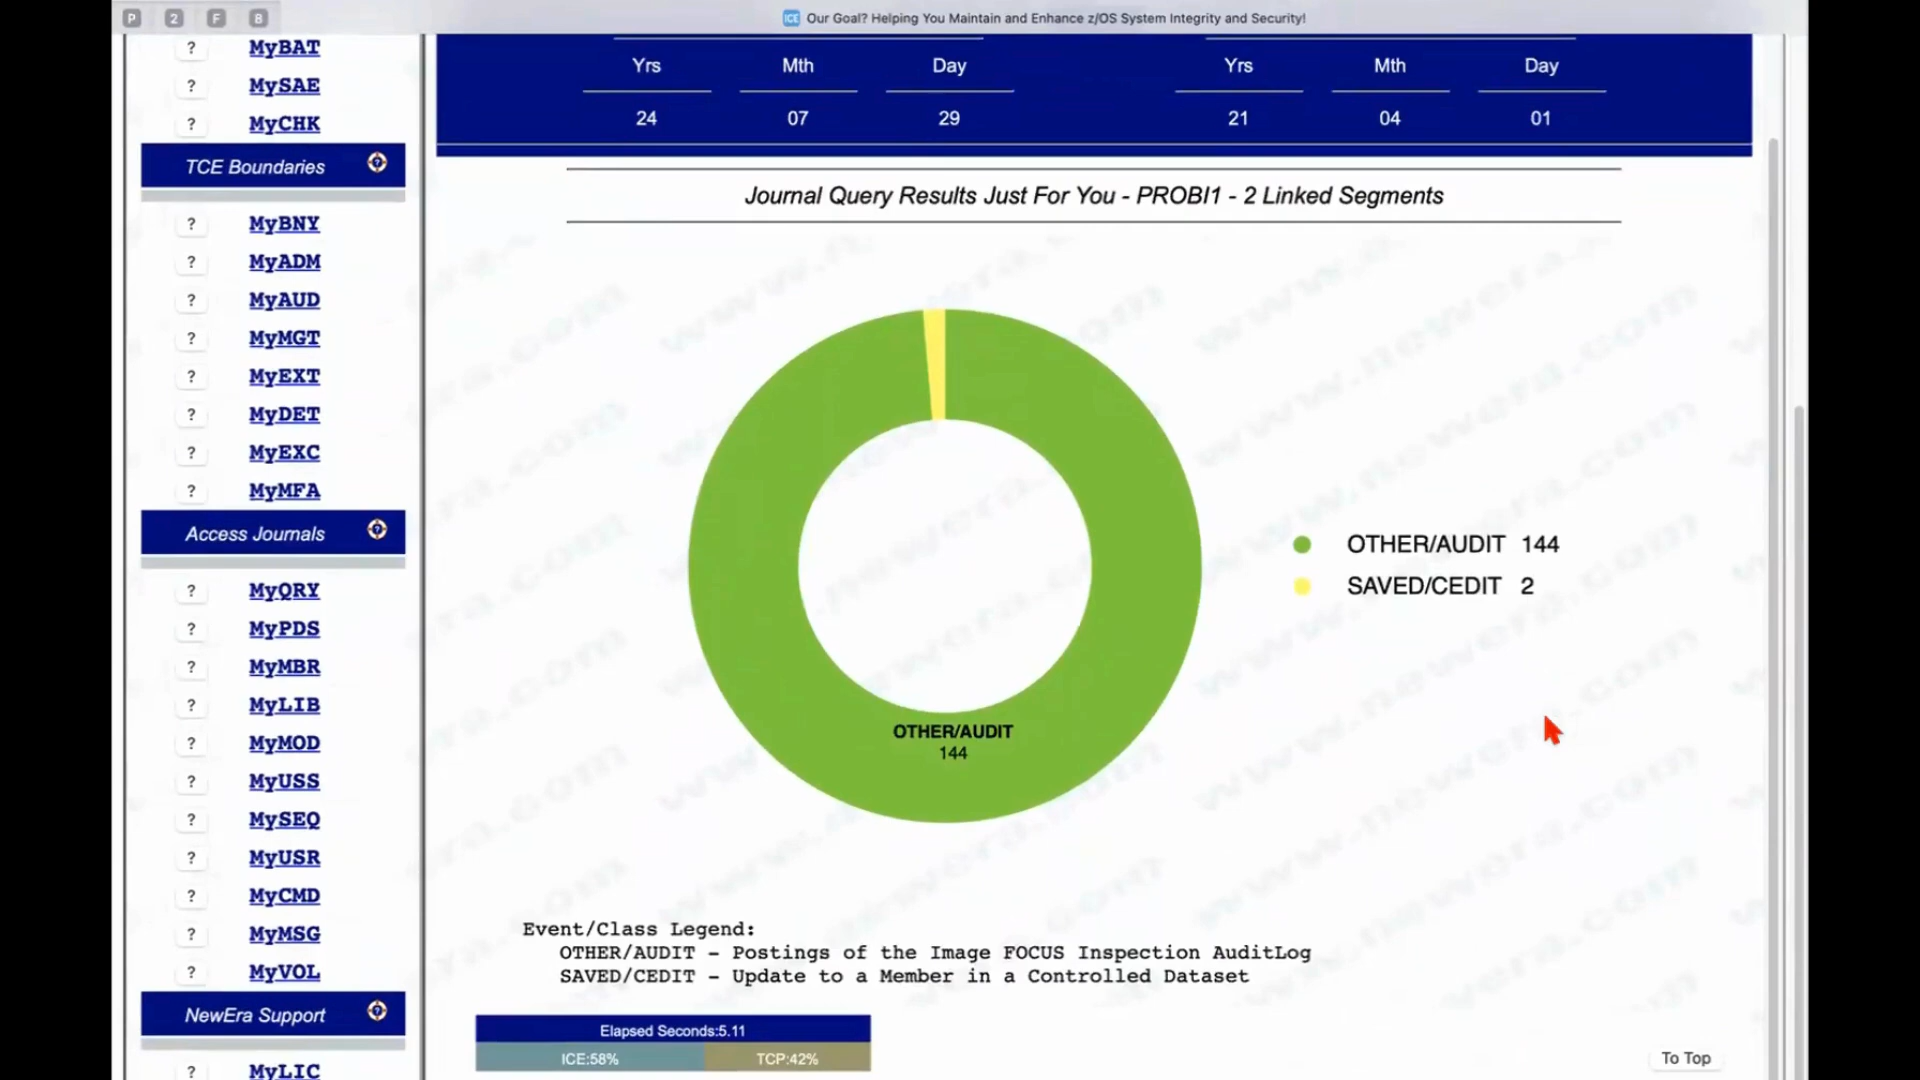 P 2 F B
ICE Our Goal? Helping You Maintain and Enhance z/OS System Integrity and Security!
? MyBAT
? MySAE
? MyCHK
TCE Boundaries ?
? MyBNY
? MyADM
? MyAUD
? MyMGT
? MyEXT
? MyDET
? MyEXC
? MyMFA
Access Journals ?
? MyQRY
? MyPDS
? MyMBR
? MyLIB
? MyMOD
? MyUSS
? MySEQ
? MyUSR
? MyCMD
? MyMSG
? MyVOL
NewEra Support ?
? MyLIC
Yrs Mth Day Yrs Mth Day
24 07 29 21 04 01
Journal Query Results Just For You - PROBI1 - 2 Linked Segments
OTHER/AUDIT 144
SAVED/CEDIT 2
OTHER/AUDIT
144
Event/Class Legend:
OTHER/AUDIT – Postings of the Image FOCUS Inspection AuditLog
SAVED/CEDIT – Update to a Member in a Controlled Dataset
Elapsed Seconds:5.11
ICE:58% TCP:42%
To Top
www.newera.com